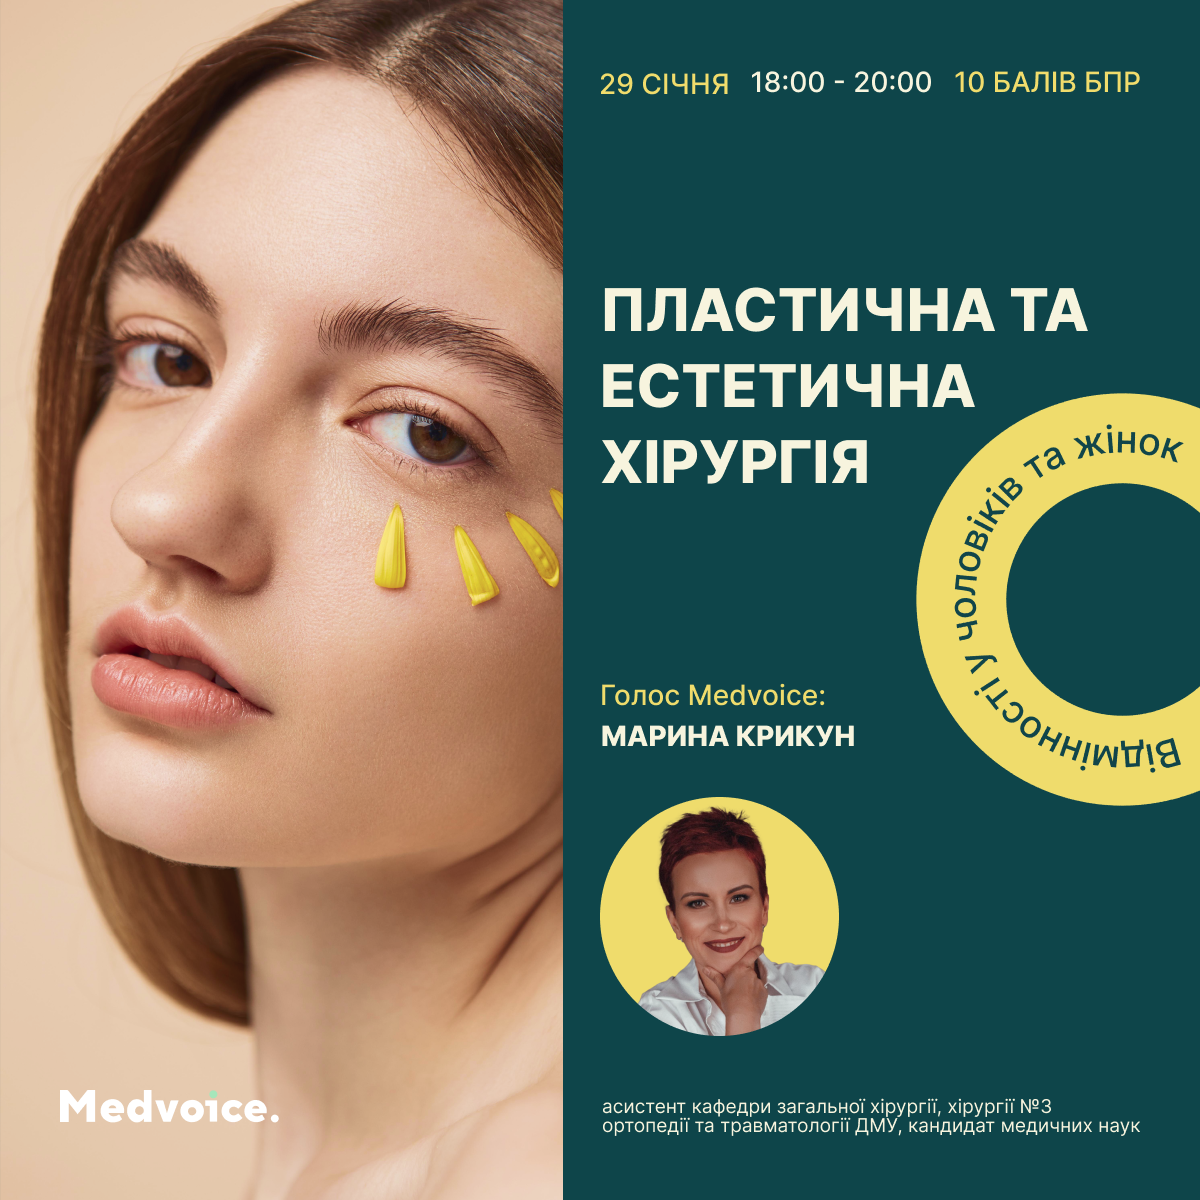 29 СІЧНЯ 18:00 - 20:00 10 БАЛІВ БПР
ПЛАСТИЧНА ТА
ЕСТЕТИЧНА
ХІРУРГІЯ
Відмінності у чоловіків та жінок
Голос Medvoice:
МАРИНА КРИКУН
Medvoice.
асистент кафедри загальної хірургії, хірургії №3
ортопедії та травматології ДМУ, кандидат медичних наук